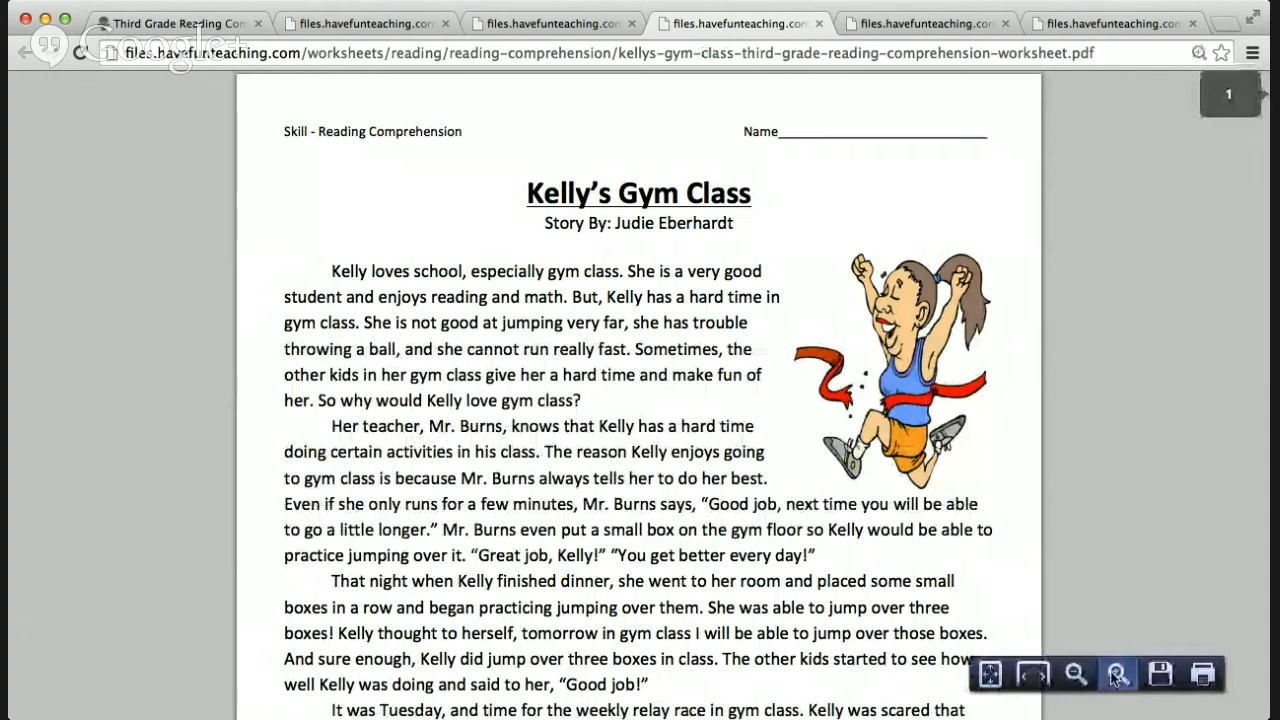 Third Grade Reading Com
files.havefunteaching.com
files.havefunteaching.com
files.havefunteaching.com
files.havefunteaching.com
files.havefunteaching.com
Google+
files.havefunteaching.com/worksheets/reading/reading-comprehension/kellys-gym-class-third-grade-reading-comprehension-worksheet.pdf
1
Skill - Reading Comprehension
Name
Kelly's Gym Class
Story By: Judie Eberhardt
Kelly loves school, especially gym class. She is a very good
student and enjoys reading and math. But, Kelly has a hard time in
gym class. She is not good at jumping very far, she has trouble
throwing a ball, and she cannot run really fast. Sometimes, the
other kids in her gym class give her a hard time and make fun of
her. So why would Kelly love gym class?
Her teacher, Mr. Burns, knows that Kelly has a hard time
doing certain activities in his class. The reason Kelly enjoys going
to gym class is because Mr. Burns always tells her to do her best.
Even if she only runs for a few minutes, Mr. Burns says, “Good job, next time you will be able
to go a little longer.” Mr. Burns even put a small box on the gym floor so Kelly would be able to
practice jumping over it. “Great job, Kelly!” “You get better every day!”
That night when Kelly finished dinner, she went to her room and placed some small
boxes in a row and began practicing jumping over them. She was able to jump over three
boxes! Kelly thought to herself, tomorrow in gym class I will be able to jump over those boxes.
And sure enough, Kelly did jump over three boxes in class. The other kids started to see how
well Kelly was doing and said to her, “Good job!”
It was Tuesday, and time for the weekly relay race in gym class. Kelly was scared that